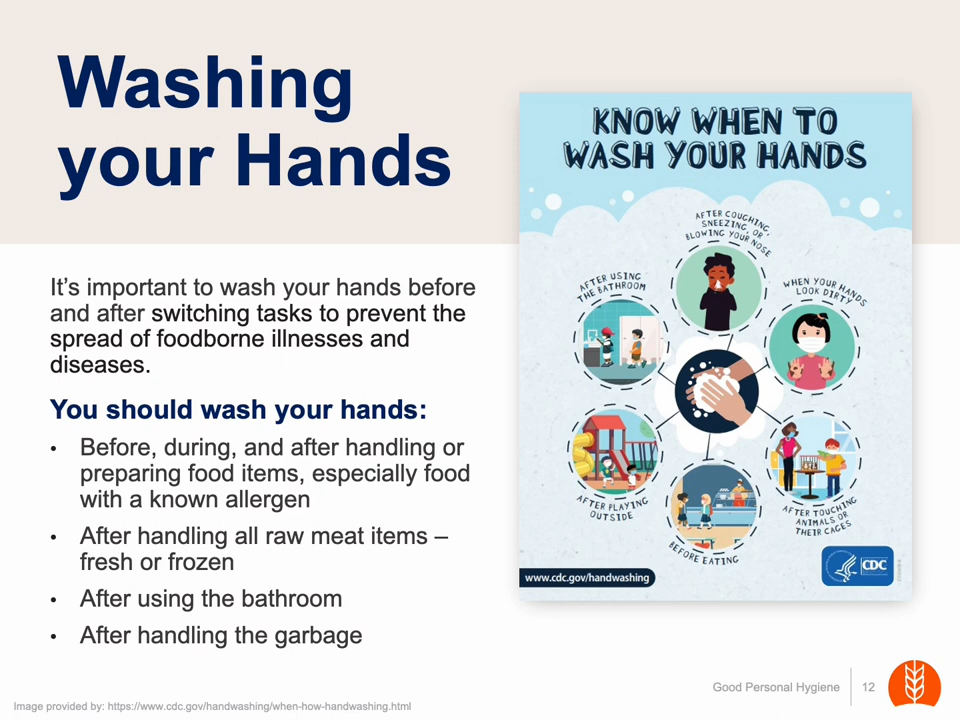 Washing
your Hands
It's important to wash your hands before
and after switching tasks to prevent the
spread of foodborne illnesses and
diseases.
You should wash your hands:
• Before, during, and after handling or
preparing food items, especially food
with a known allergen
• After handling all raw meat items –
fresh or frozen
• After using the bathroom
• After handling the garbage
KNOW WHEN TO
WASH YOUR HANDS
AFTER COUGHING,
SNEEZING, OR
BLOWING YOUR NOSE
AFTER USING
THE BATHROOM
WHEN YOUR HANDS
LOOK DIRTY
AFTER PLAYING
OUTSIDE
AFTER TOUCHING
ANIMALS OR
THEIR CAGES
BEFORE EATING
www.cdc.gov/handwashing
CDC
Good Personal Hygiene
12
Image provided by: https://www.cdc.gov/handwashing/when-how-handwashing.html